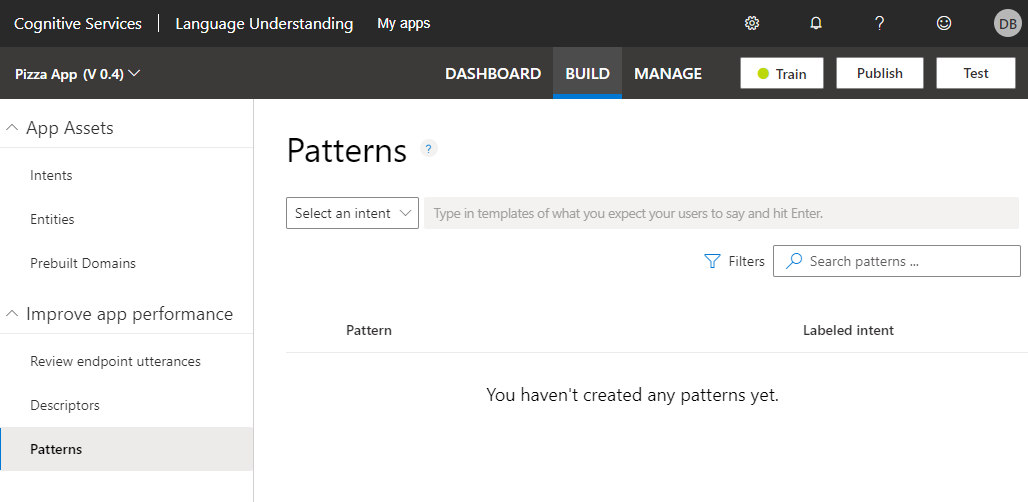 Cognitive Services Language Understanding My apps ? DB
Pizza App (V 0.4) DASHBOARD BUILD MANAGE Train Publish Test
App Assets
Patterns ?
Intents
Select an intent Type in templates of what you expect your users to say and hit Enter.
Entities
Prebuilt Domains
Filters Search patterns ...
Improve app performance
Pattern Labeled intent
Review endpoint utterances
You haven't created any patterns yet.
Descriptors
Patterns